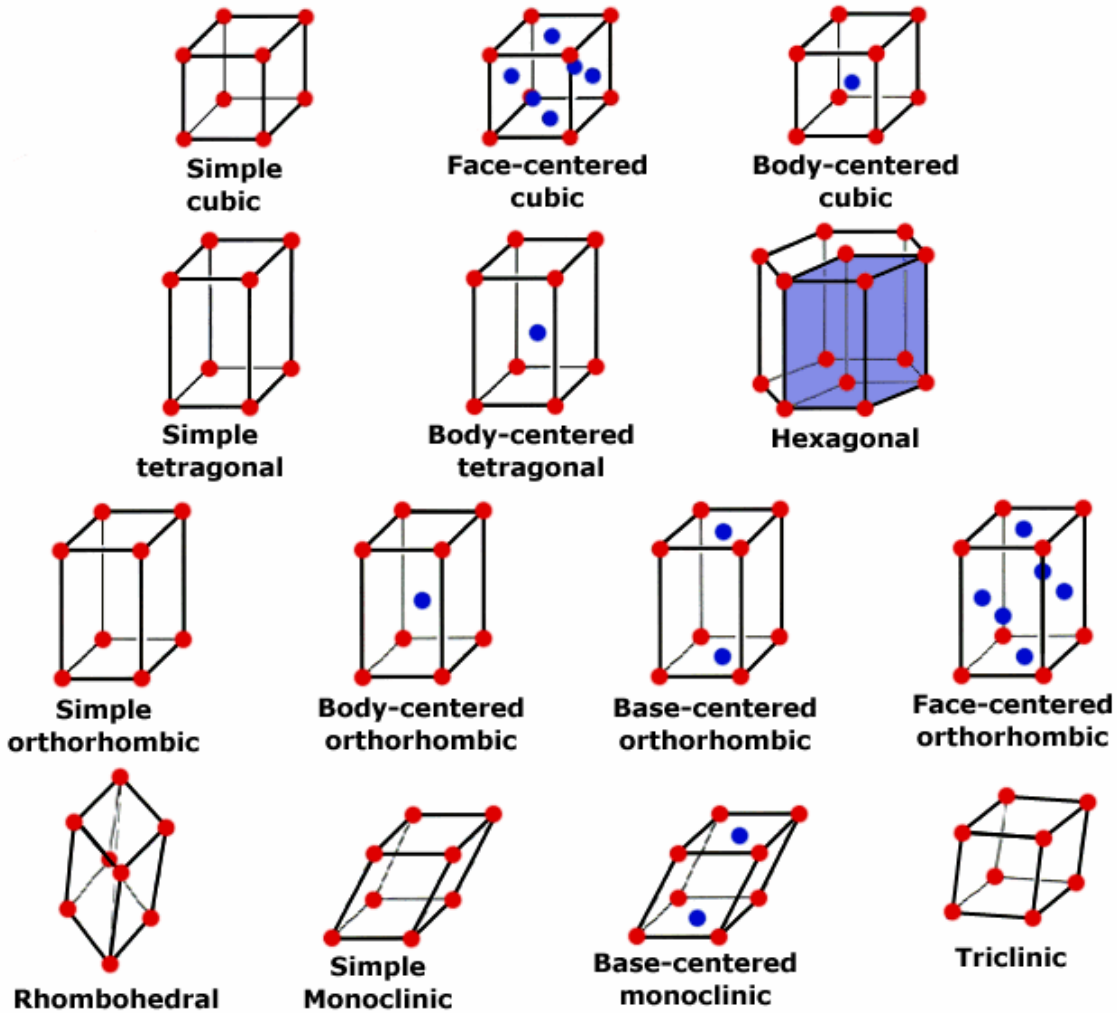 Simple
cubic
Face-centered
cubic
Body-centered
cubic
Simple
tetragonal
Body-centered
tetragonal
Hexagonal
Simple
orthorhombic
Body-centered
orthorhombic
Base-centered
orthorhombic
Face-centered
orthorhombic
Rhombohedral
Simple
Monoclinic
Base-centered
monoclinic
Triclinic